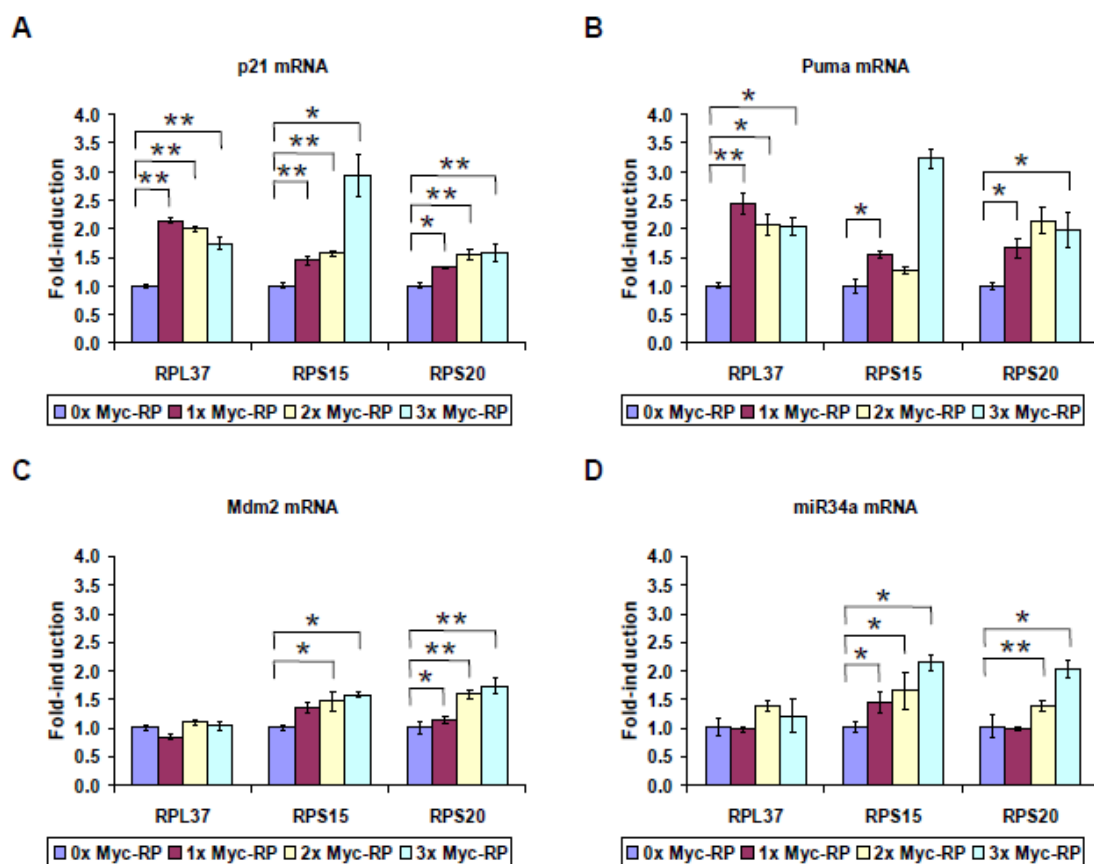 A
p21 mRNA
Fold-induction
4.0
3.5
3.0
2.5
2.0
1.5
1.0
0.5
0.0
** ** ** * ** ** ** ** *
RPL37 RPS15 RPS20
0x Myc-RP 1x Myc-RP 2x Myc-RP 3x Myc-RP
B
Puma mRNA
Fold-induction
4.0
3.5
3.0
2.5
2.0
1.5
1.0
0.5
0.0
* * ** * * *
RPL37 RPS15 RPS20
0x Myc-RP 1x Myc-RP 2x Myc-RP 3x Myc-RP
C
Mdm2 mRNA
Fold-induction
4.0
3.5
3.0
2.5
2.0
1.5
1.0
0.5
0.0
* * ** ** *
RPL37 RPS15 RPS20
0x Myc-RP 1x Myc-RP 2x Myc-RP 3x Myc-RP
D
miR34a mRNA
Fold-induction
4.0
3.5
3.0
2.5
2.0
1.5
1.0
0.5
0.0
* * * * **
RPL37 RPS15 RPS20
0x Myc-RP 1x Myc-RP 2x Myc-RP 3x Myc-RP